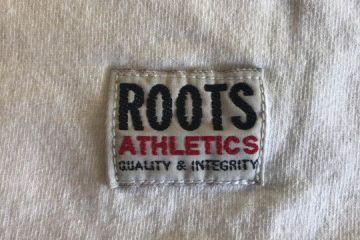 ROOTS
ATHLETICS
QUALITY & INTEGRITY